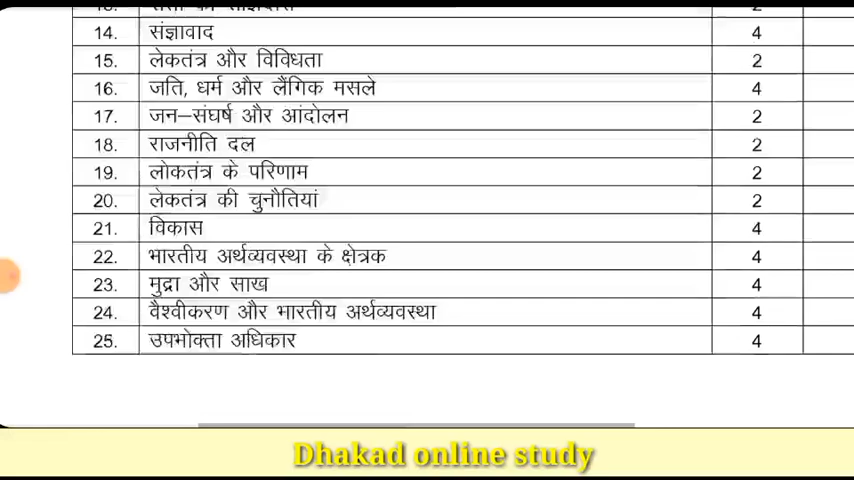 14. संज्ञावाद 4
15. लेकतंत्र और विविधता 2
16. जति, धर्म और लैंगिक मसले 4
17. जन–संघर्ष और आंदोलन 2
18. राजनीति दल 2
19. लोकतंत्र के परिणाम 2
20. लेकतंत्र की चुनौतियां 2
21. विकास 4
22. भारतीय अर्थव्यवस्था के क्षेत्रक 4
23. मुद्रा और साख 4
24. वैश्वीकरण और भारतीय अर्थव्यवस्था 4
25. उपभोक्ता अधिकार 4
Dhakad online study